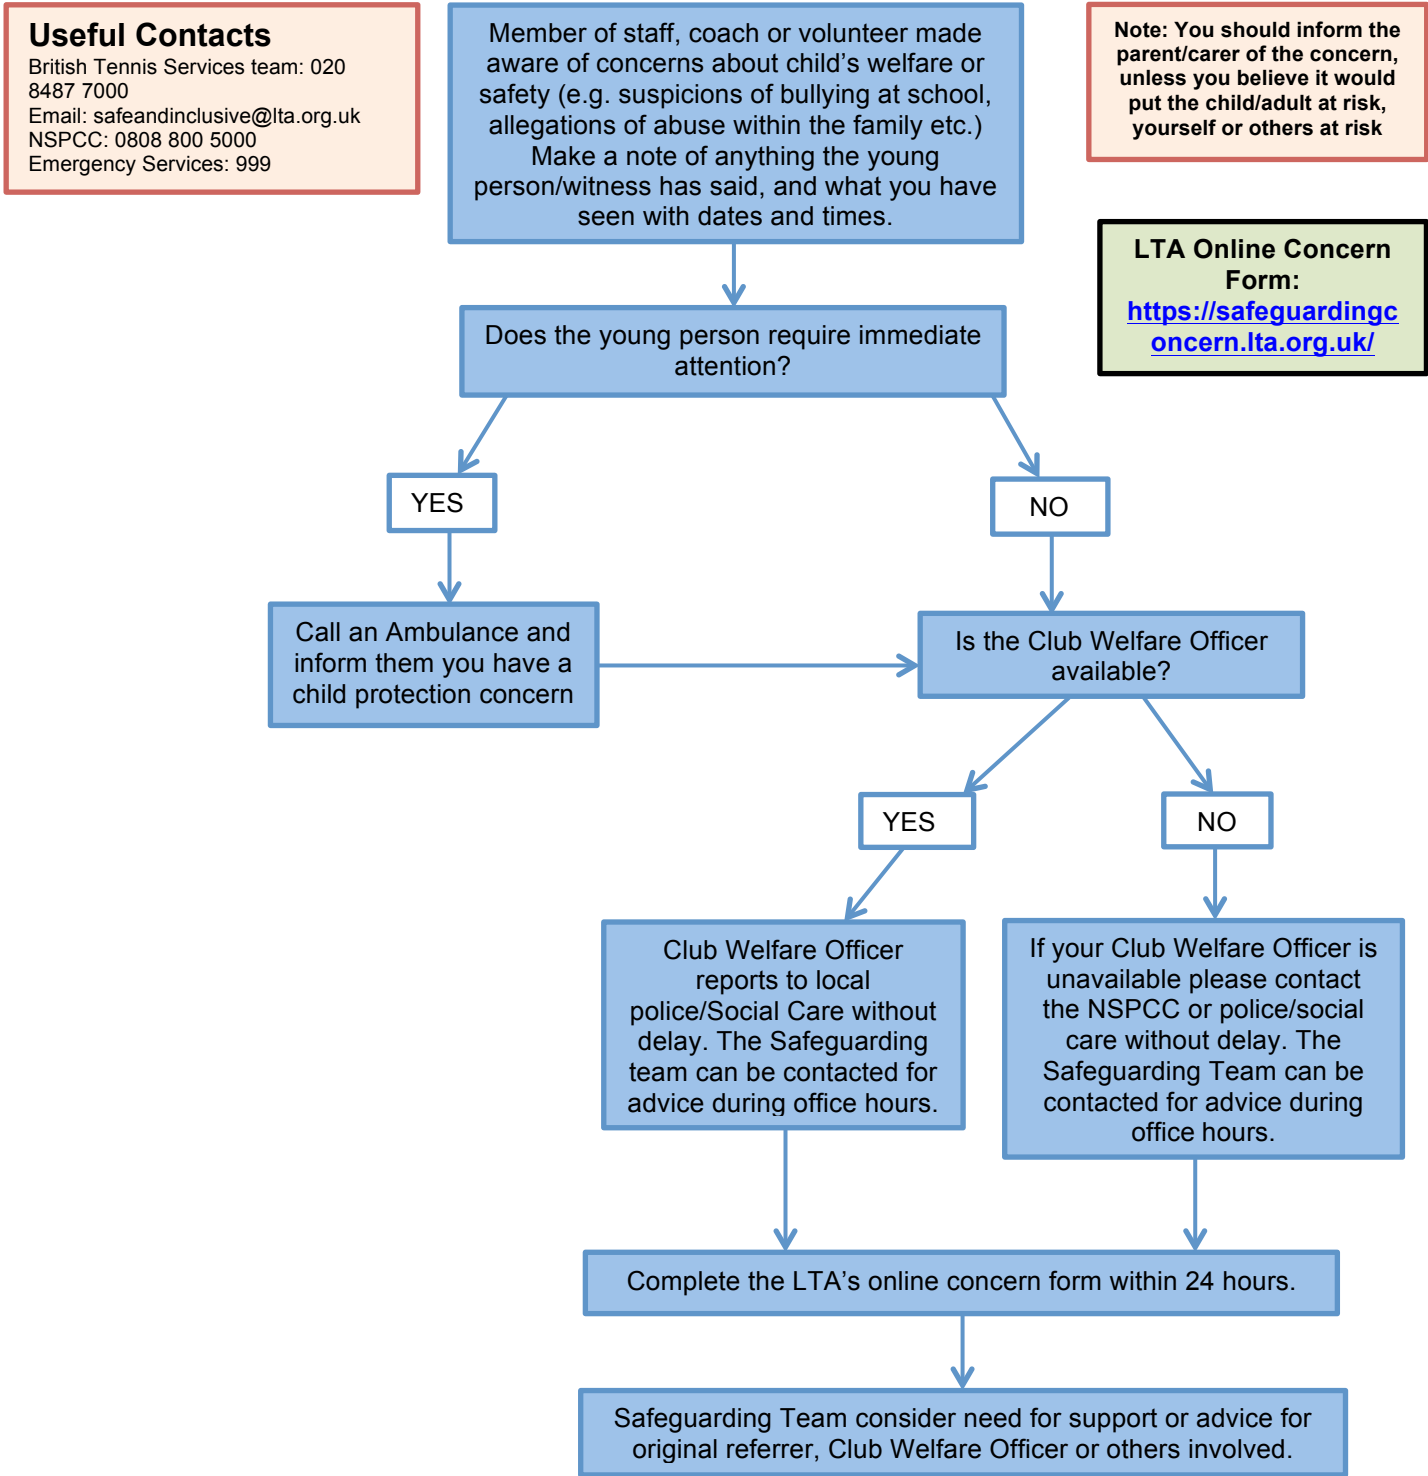 Useful Contacts
British Tennis Services team: 020
8487 7000
Email: safeandinclusive@lta.org.uk
NSPCC: 0808 800 5000
Emergency Services: 999
Member of staff, coach or volunteer made
aware of concerns about child’s welfare or
safety (e.g. suspicions of bullying at school,
allegations of abuse within the family etc.)
Make a note of anything the young
person/witness has said, and what you have
seen with dates and times.
Note: You should inform the
parent/carer of the concern,
unless you believe it would
put the child/adult at risk,
yourself or others at risk
LTA Online Concern
Form:
https://safeguardingc
oncern.lta.org.uk/
Does the young person require immediate
attention?
YES
NO
Call an Ambulance and
inform them you have a
child protection concern
Is the Club Welfare Officer
available?
YES
NO
Club Welfare Officer
reports to local
police/Social Care without
delay. The Safeguarding
team can be contacted for
advice during office hours.
If your Club Welfare Officer is
unavailable please contact
the NSPCC or police/social
care without delay. The
Safeguarding Team can be
contacted for advice during
office hours.
Complete the LTA’s online concern form within 24 hours.
Safeguarding Team consider need for support or advice for
original referrer, Club Welfare Officer or others involved.